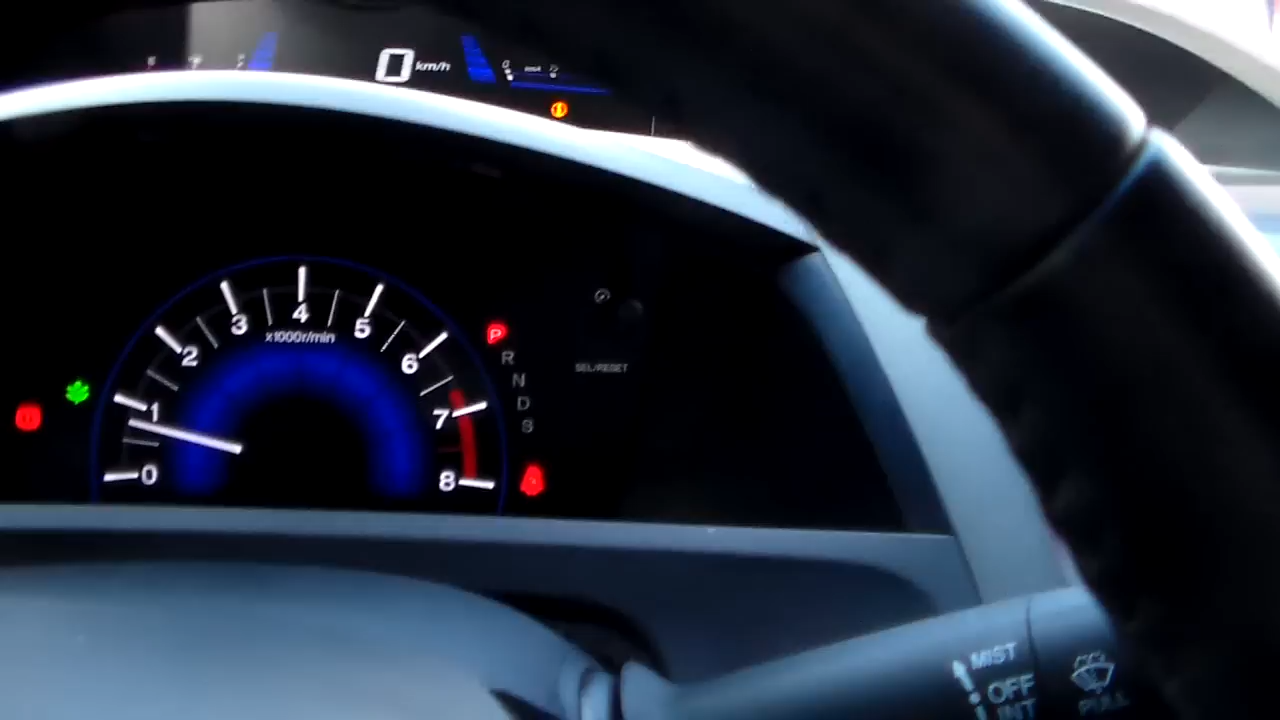 0 km/h
0 1 2 3 4 5 6 7 8
x1000r/min
P
R
N
D
S
SEL/RESET
MIST
OFF
INT
PULL